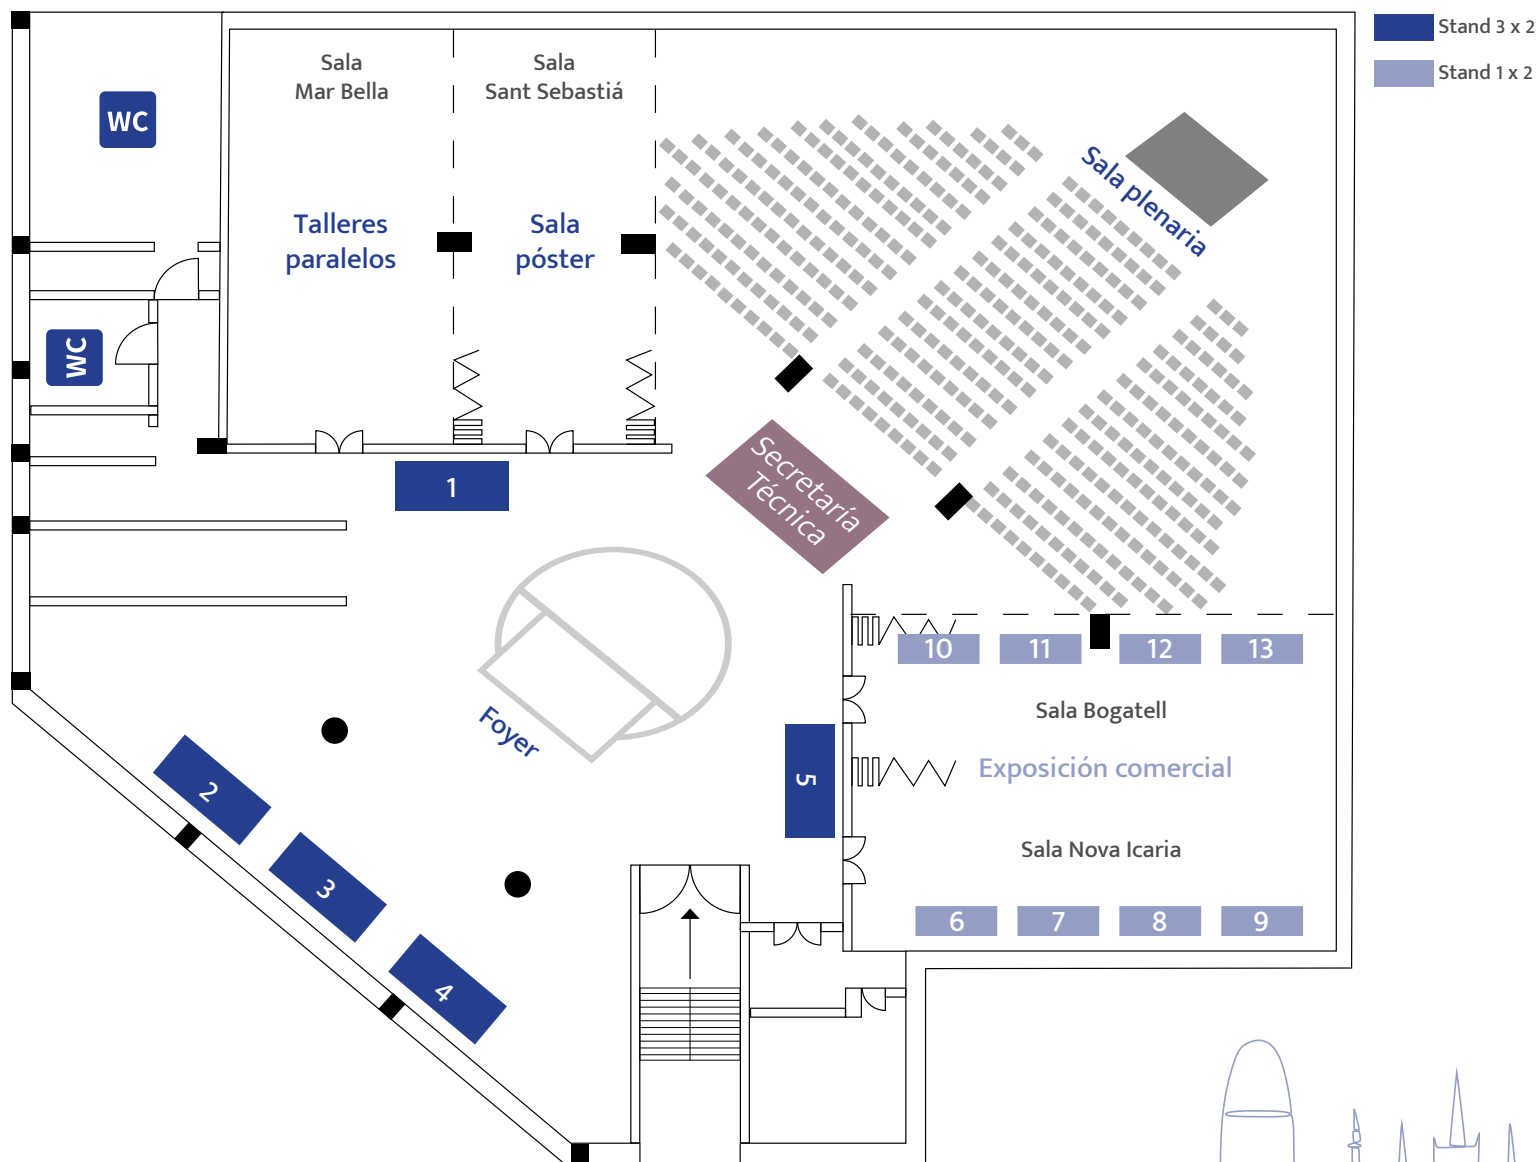 Stand 3 x 2
Stand 1 x 2
Sala
Mar Bella
Sala
Sant Sebastiá
WC
Sala plenaria
Talleres
paralelos
Sala
póster
WC
Secretaría
Técnica
1
10
11
12
13
Sala Bogatell
Foyer
Exposición comercial
5
2
Sala Nova Icaria
3
6
7
8
9
4